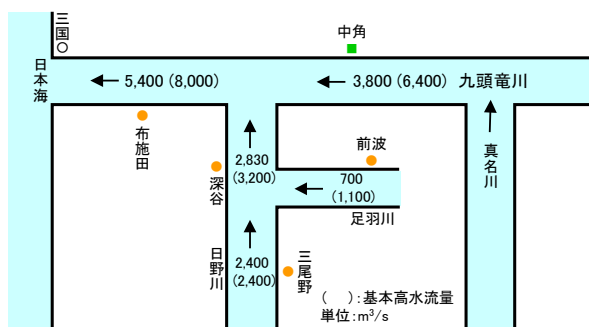 三国
中角
日本海
5,400 (8,000)
3,800 (6,400)
九頭竜川
布施田
2,830
(3,200)
前波
深谷
700
(1,100)
真名川
足羽川
日野川
2,400
(2,400)
三尾野
(　):基本高水流量
単位:m³/s